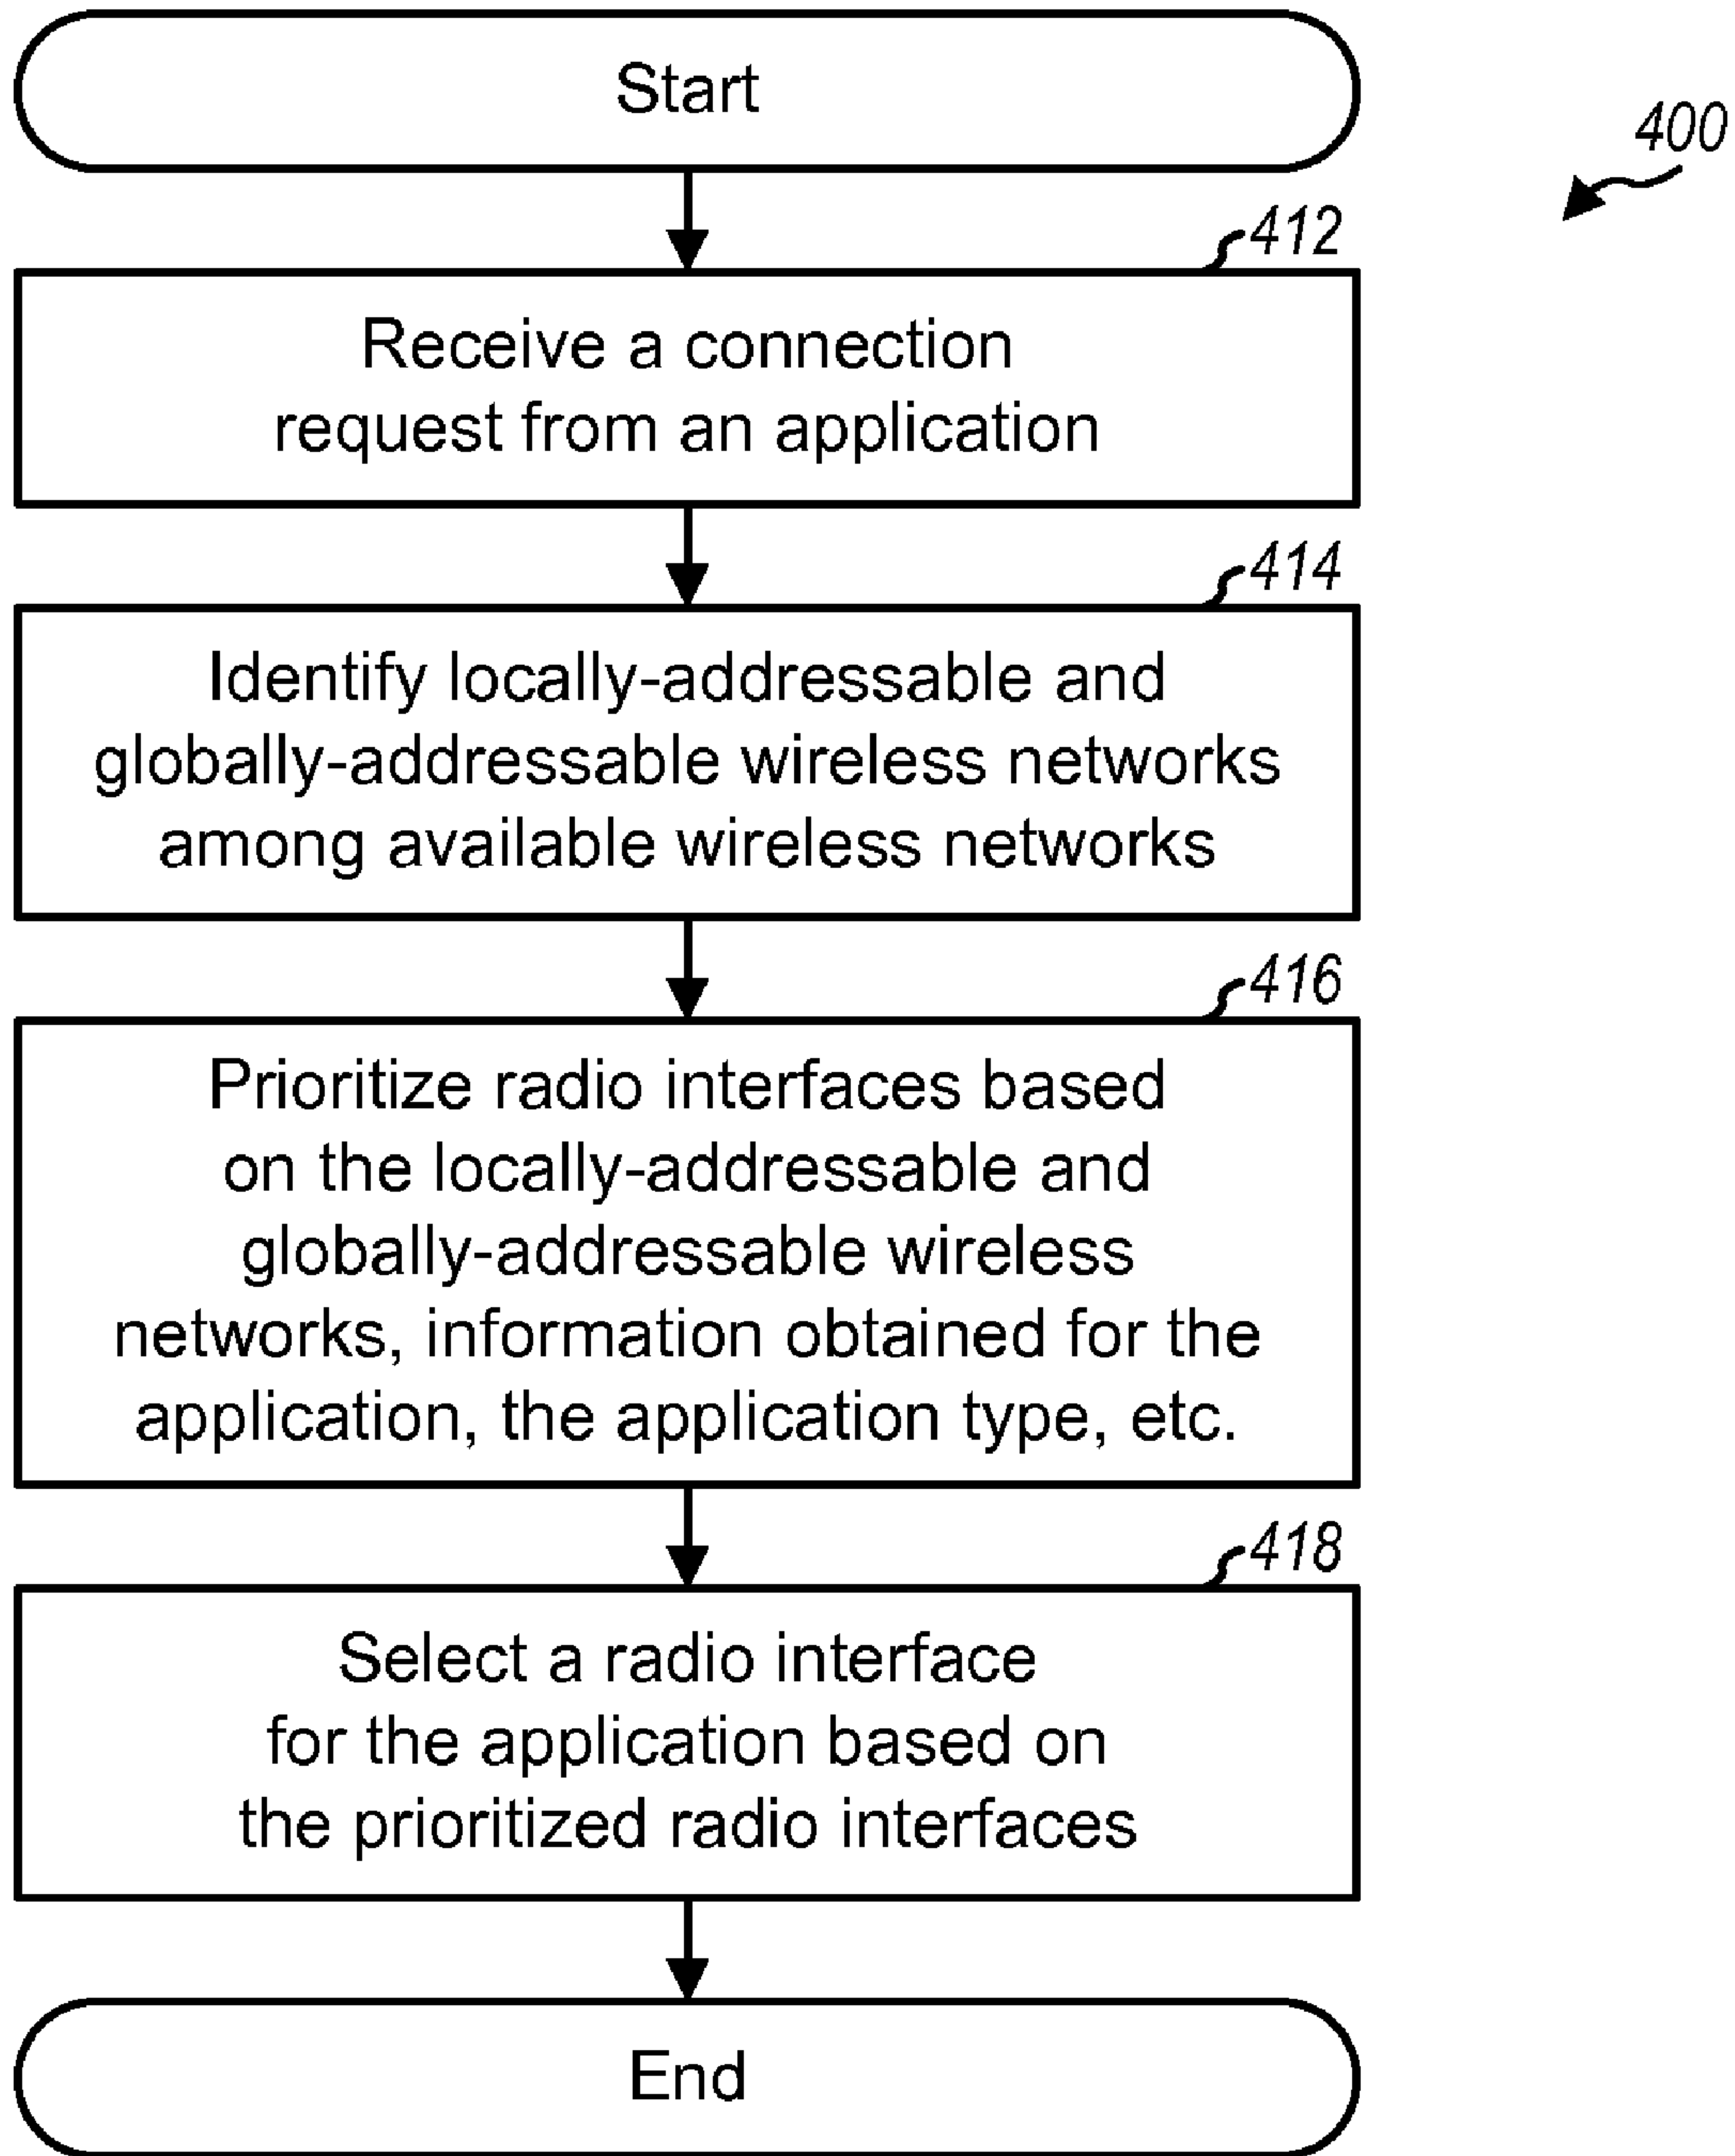 Start
400
412
Receive a connection
request from an application
414
Identify locally-addressable and
globally-addressable wireless networks
among available wireless networks
416
Prioritize radio interfaces based
on the locally-addressable and
globally-addressable wireless
networks, information obtained for the
application, the application type, etc.
418
Select a radio interface
for the application based on
the prioritized radio interfaces
End